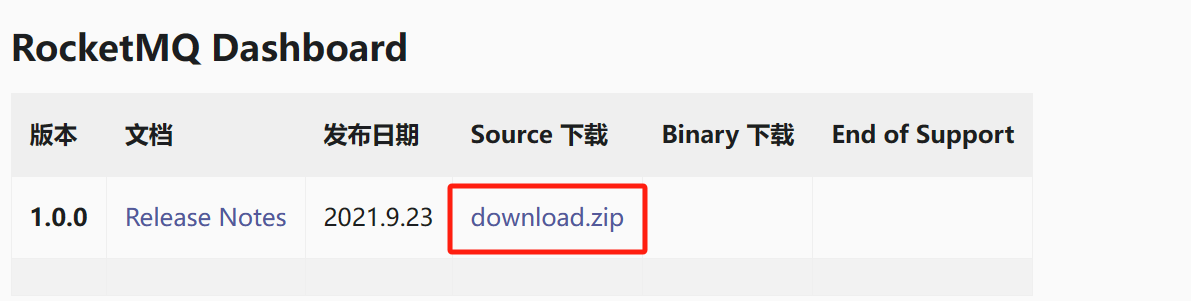 RocketMQ Dashboard
版本 文档 发布日期 Source 下载 Binary 下载 End of Support
1.0.0 Release Notes 2021.9.23 download.zip